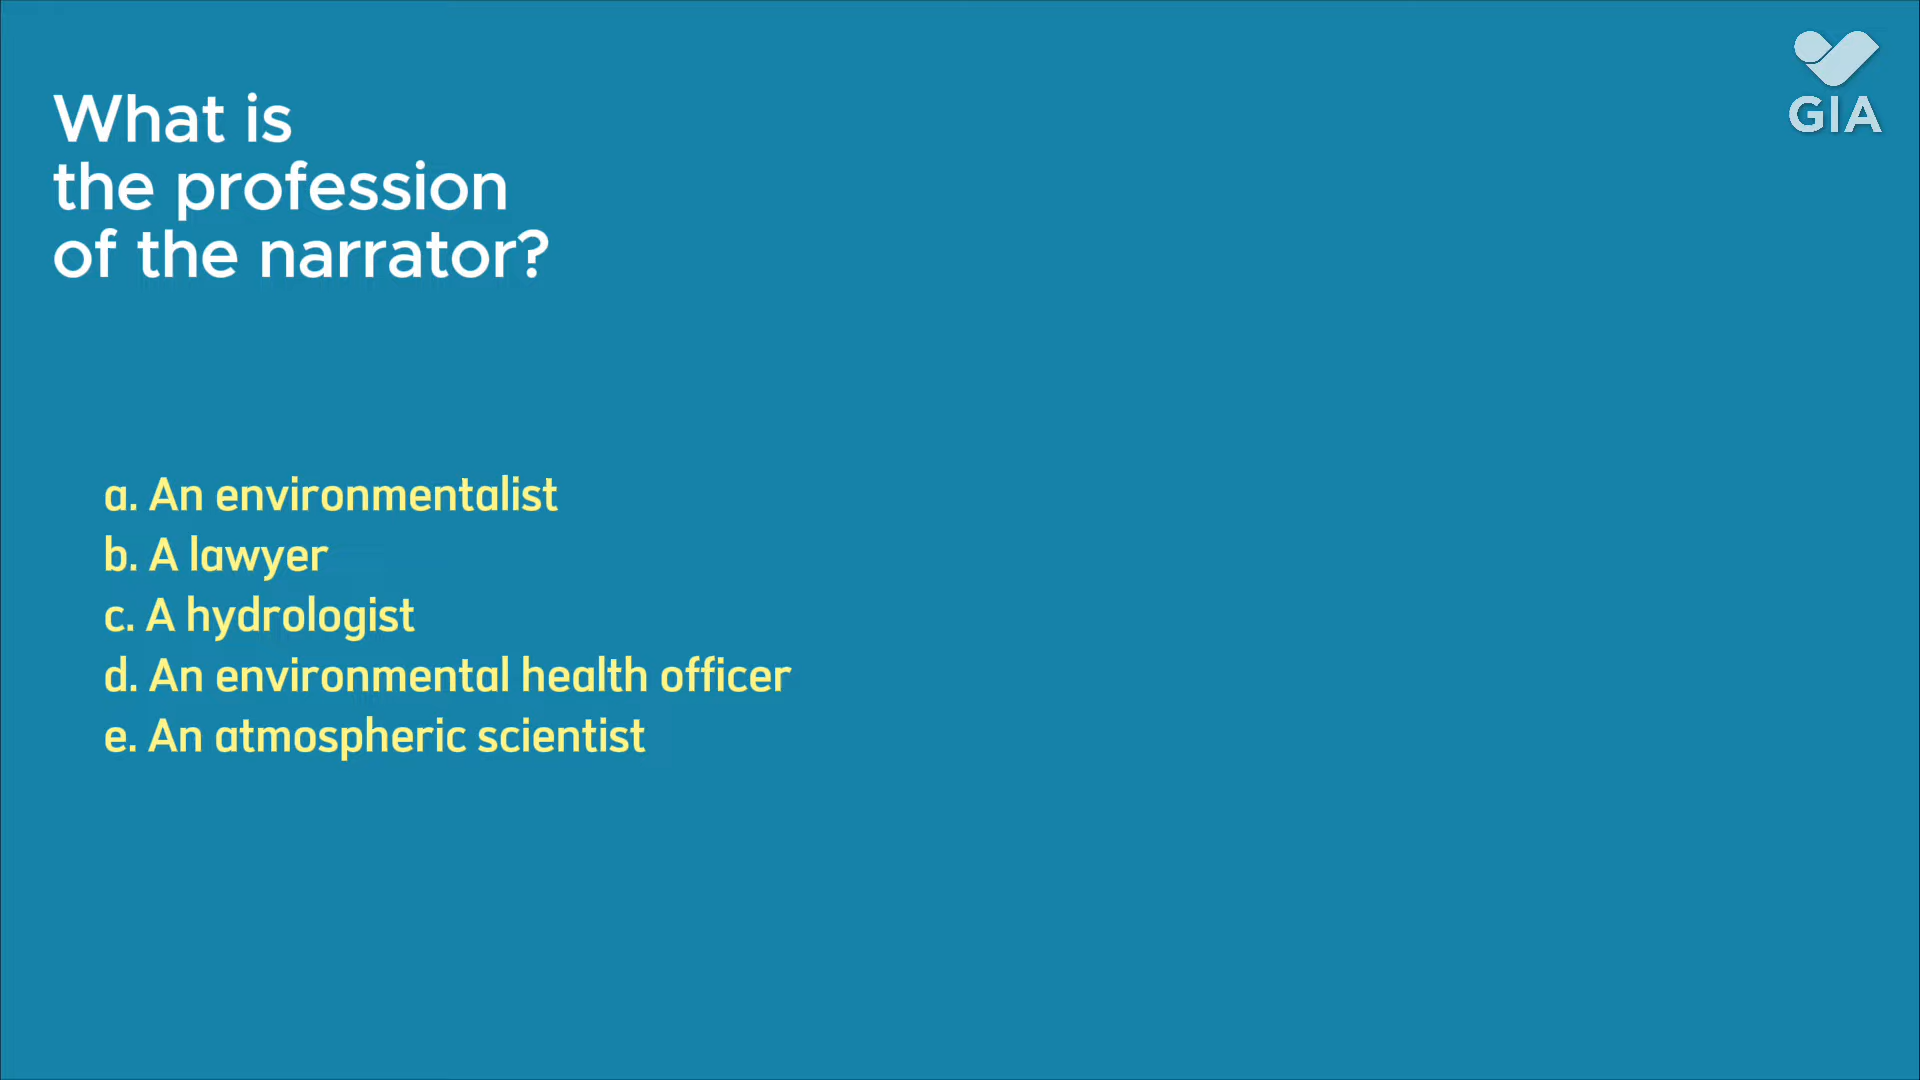 What is
the profession
of the narrator?
GIA
a. An environmentalist
b. A lawyer
c. A hydrologist
d. An environmental health officer
e. An atmospheric scientist